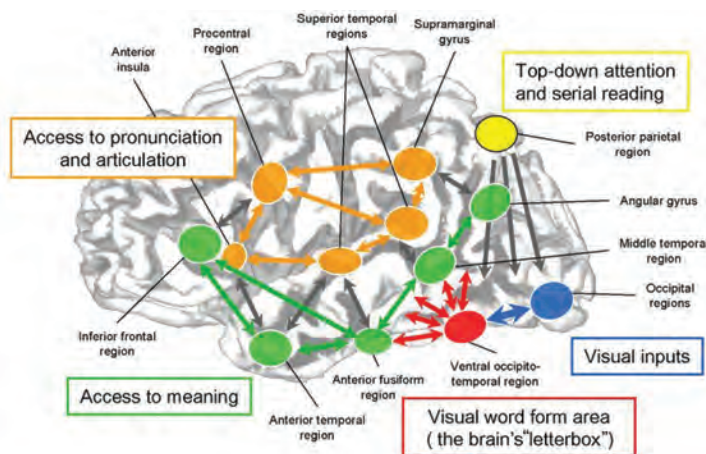 Superior temporal
regions
Supramarginal
gyrus
Precentral
region
Anterior
insula
Top-down attention
and serial reading
Access to pronunciation
and articulation
Posterior parietal
region
Angular gyrus
Middle temporal
region
Occipital
regions
Inferior frontal
region
Visual inputs
Ventral occipito-
temporal region
Access to meaning
Anterior fusiform
region
Anterior temporal
region
Visual word form area
( the brain's"letterbox")